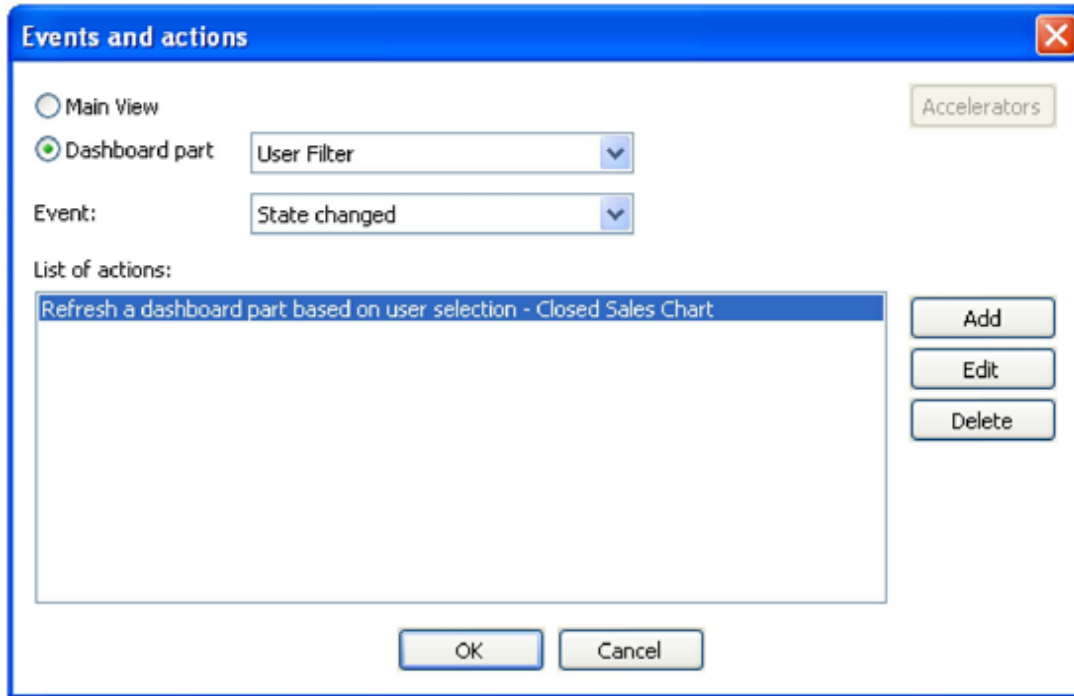 Events and actions
Main View
Accelerators
Dashboard part
User Filter
Event:
State changed
List of actions:
Refresh a dashboard part based on user selection - Closed Sales Chart
Add
Edit
Delete
OK
Cancel